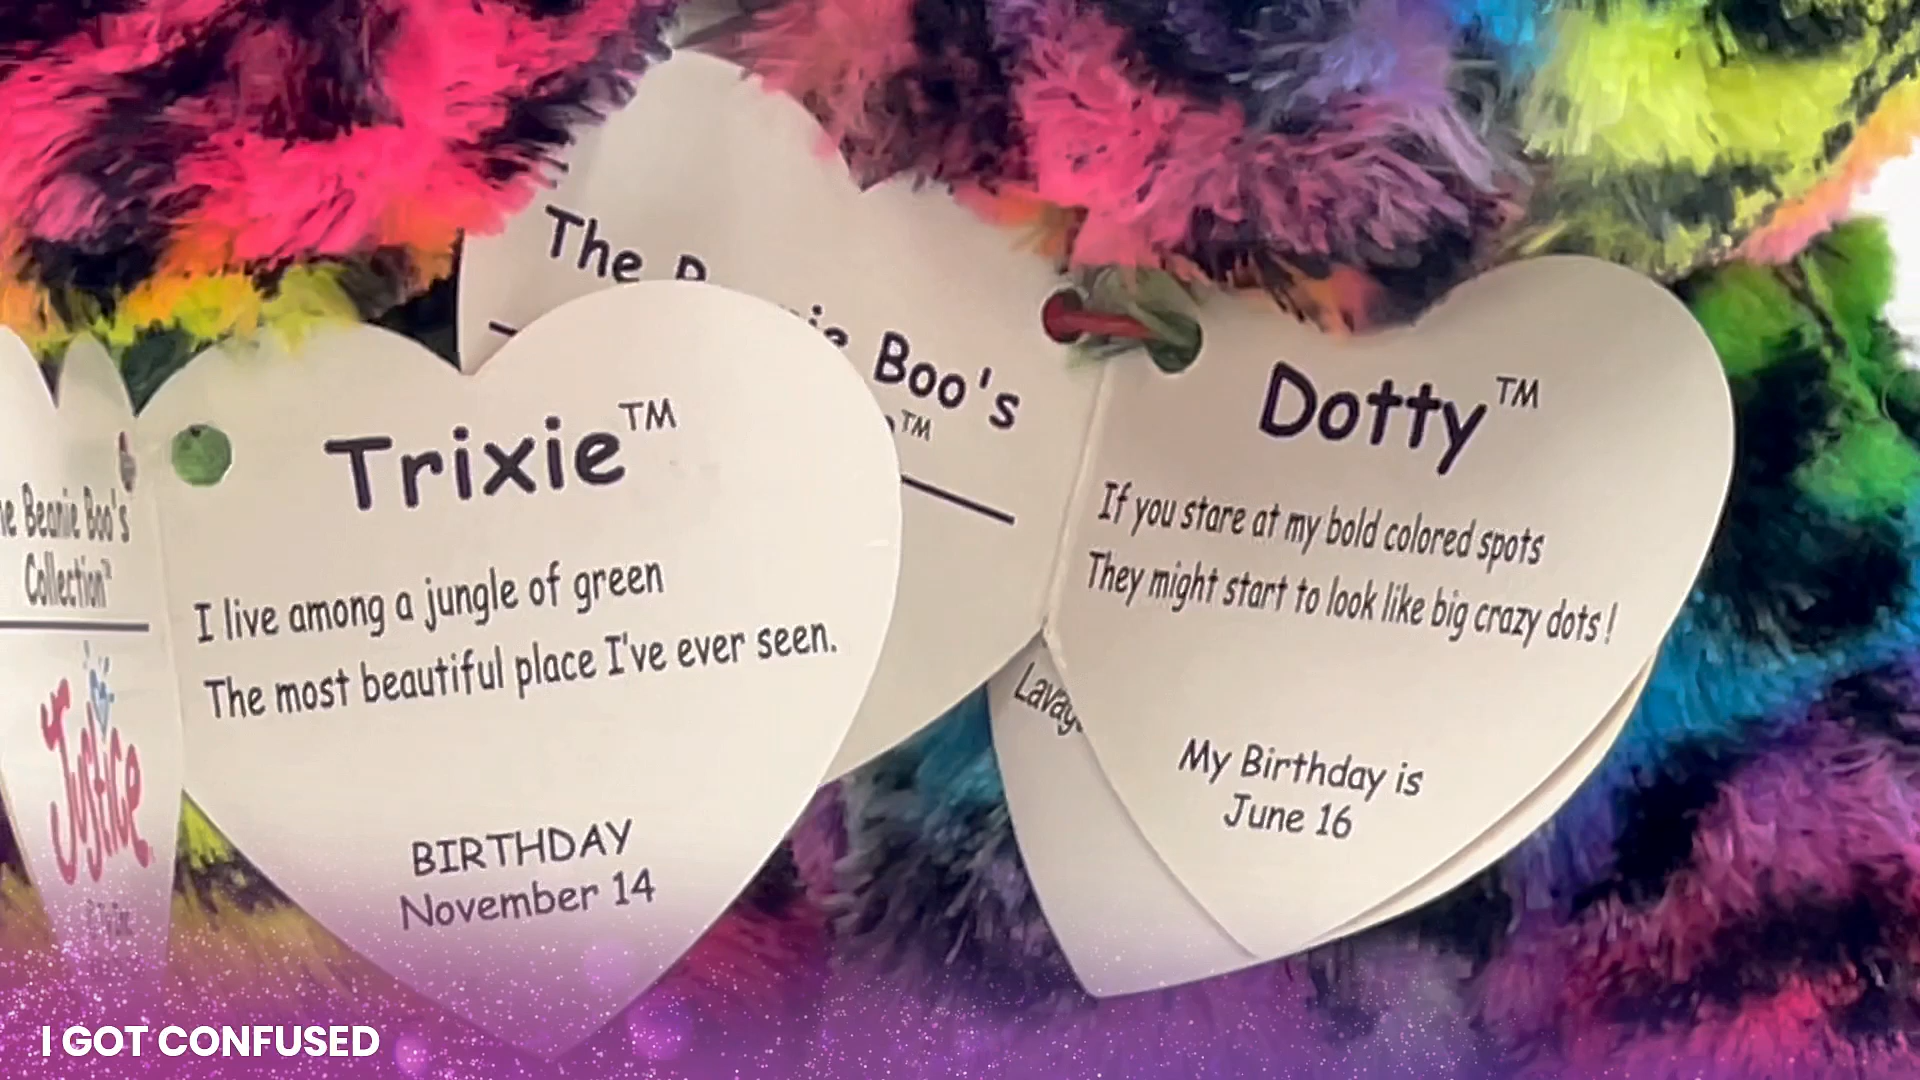 The
Boo's
™
Trixie™
I live among a jungle of green
The most beautiful place I've ever seen.
BIRTHDAY
November 14
Beanie Boo's
Collection
Justice
Dotty™
If you stare at my bold colored spots
They might start to look like big crazy dots!
My Birthday is
June 16
I GOT CONFUSED